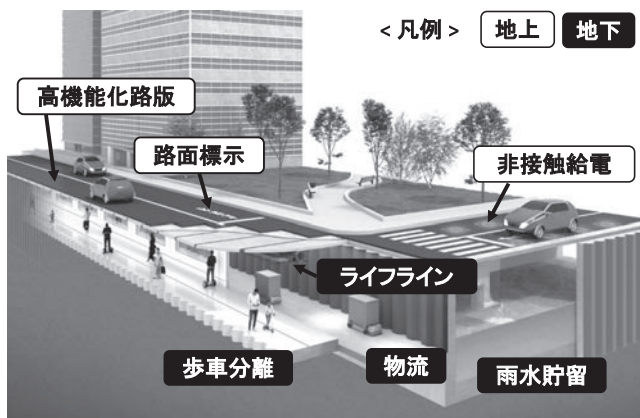 <凡例> 地上 地下
高機能化路版
路面標示
非接触給電
ライフライン
歩車分離
物流
雨水貯留